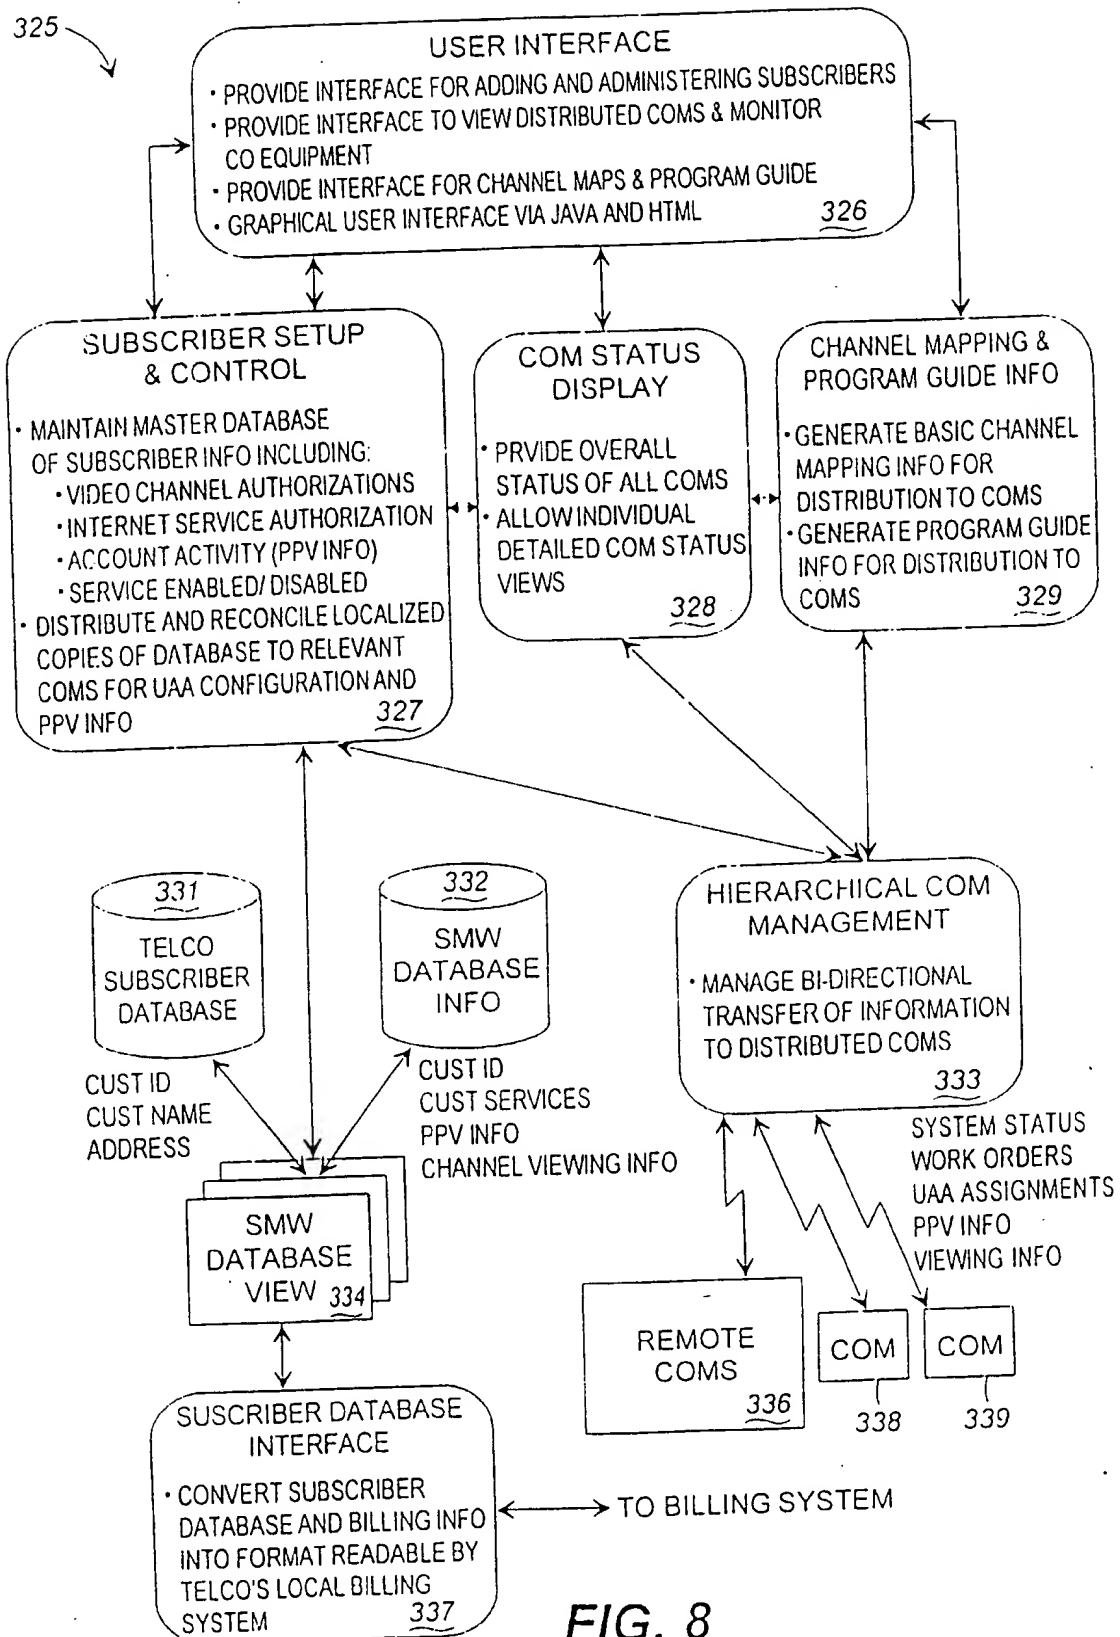 325
USER INTERFACE
• PROVIDE INTERFACE FOR ADDING AND ADMINISTERING SUBSCRIBERS
• PROVIDE INTERFACE TO VIEW DISTRIBUTED COMS & MONITOR
CO EQUIPMENT
• PROVIDE INTERFACE FOR CHANNEL MAPS & PROGRAM GUIDE
• GRAPHICAL USER INTERFACE VIA JAVA AND HTML
326
SUBSCRIBER SETUP
& CONTROL
• MAINTAIN MASTER DATABASE
OF SUBSCRIBER INFO INCLUDING:
• VIDEO CHANNEL AUTHORIZATIONS
• INTERNET SERVICE AUTHORIZATION
• ACCOUNT ACTIVITY (PPV INFO)
• SERVICE ENABLED/DISABLED
• DISTRIBUTE AND RECONCILE LOCALIZED
COPIES OF DATABASE TO RELEVANT
COMS FOR UAA CONFIGURATION AND
PPV INFO
327
COM STATUS
DISPLAY
• PRVIDE OVERALL
STATUS OF ALL COMS
• ALLOW INDIVIDUAL
DETAILED COM STATUS
VIEWS
328
CHANNEL MAPPING &
PROGRAM GUIDE INFO
• GENERATE BASIC CHANNEL
MAPPING INFO FOR
DISTRIBUTION TO COMS
• GENERATE PROGRAM GUIDE
INFO FOR DISTRIBUTION TO
COMS
329
331
TELCO
SUBSCRIBER
DATABASE
332
SMW
DATABASE
INFO
HIERARCHICAL COM
MANAGEMENT
• MANAGE BI-DIRECTIONAL
TRANSFER OF INFORMATION
TO DISTRIBUTED COMS
333
CUST ID
CUST NAME
ADDRESS
CUST ID
CUST SERVICES
PPV INFO
CHANNEL VIEWING INFO
SYSTEM STATUS
WORK ORDERS
UAA ASSIGNMENTS
PPV INFO
VIEWING INFO
SMW
DATABASE
VIEW
334
REMOTE
COMS
336
COM
338
COM
339
SUSCRIBER DATABASE
INTERFACE
• CONVERT SUBSCRIBER
DATABASE AND BILLING INFO
INTO FORMAT READABLE BY
TELCO'S LOCAL BILLING
SYSTEM
337
TO BILLING SYSTEM
FIG. 8